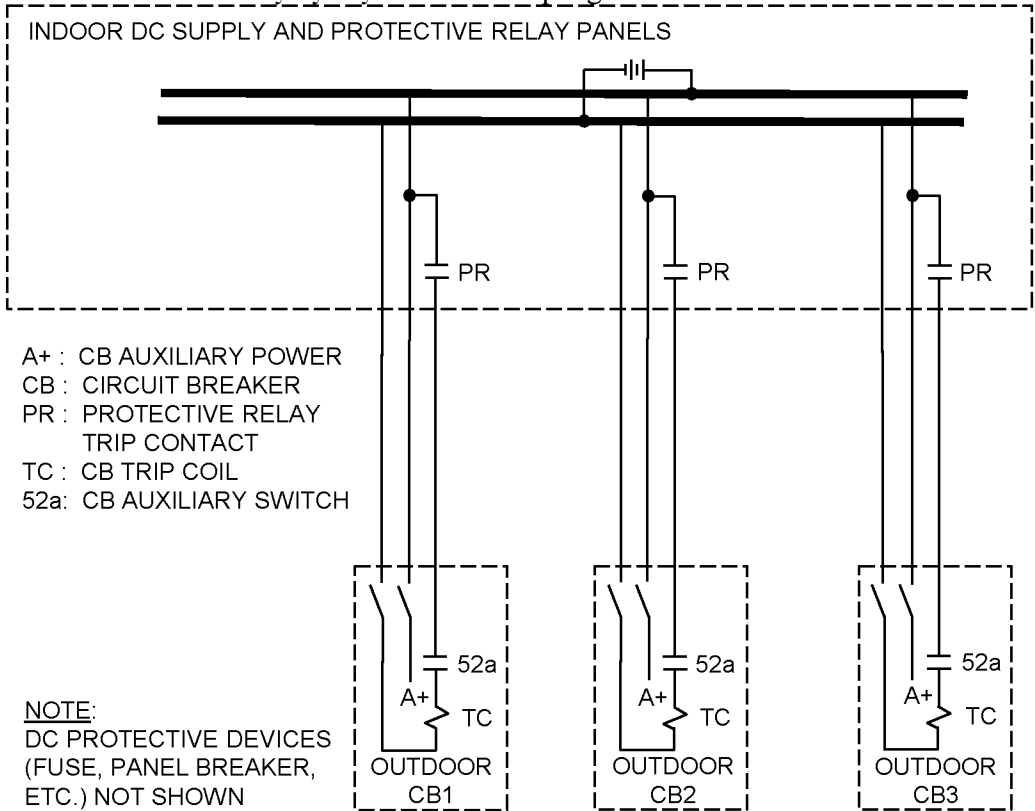 INDOOR DC SUPPLY AND PROTECTIVE RELAY PANELS
PR
PR
PR
A+ : CB AUXILIARY POWER
CB : CIRCUIT BREAKER
PR : PROTECTIVE RELAY
TRIP CONTACT
TC : CB TRIP COIL
52a: CB AUXILIARY SWITCH
52a
A+
TC
OUTDOOR
CB1
52a
A+
TC
OUTDOOR
CB2
52a
A+
TC
OUTDOOR
CB3
NOTE:
DC PROTECTIVE DEVICES
(FUSE, PANEL BREAKER,
ETC.) NOT SHOWN